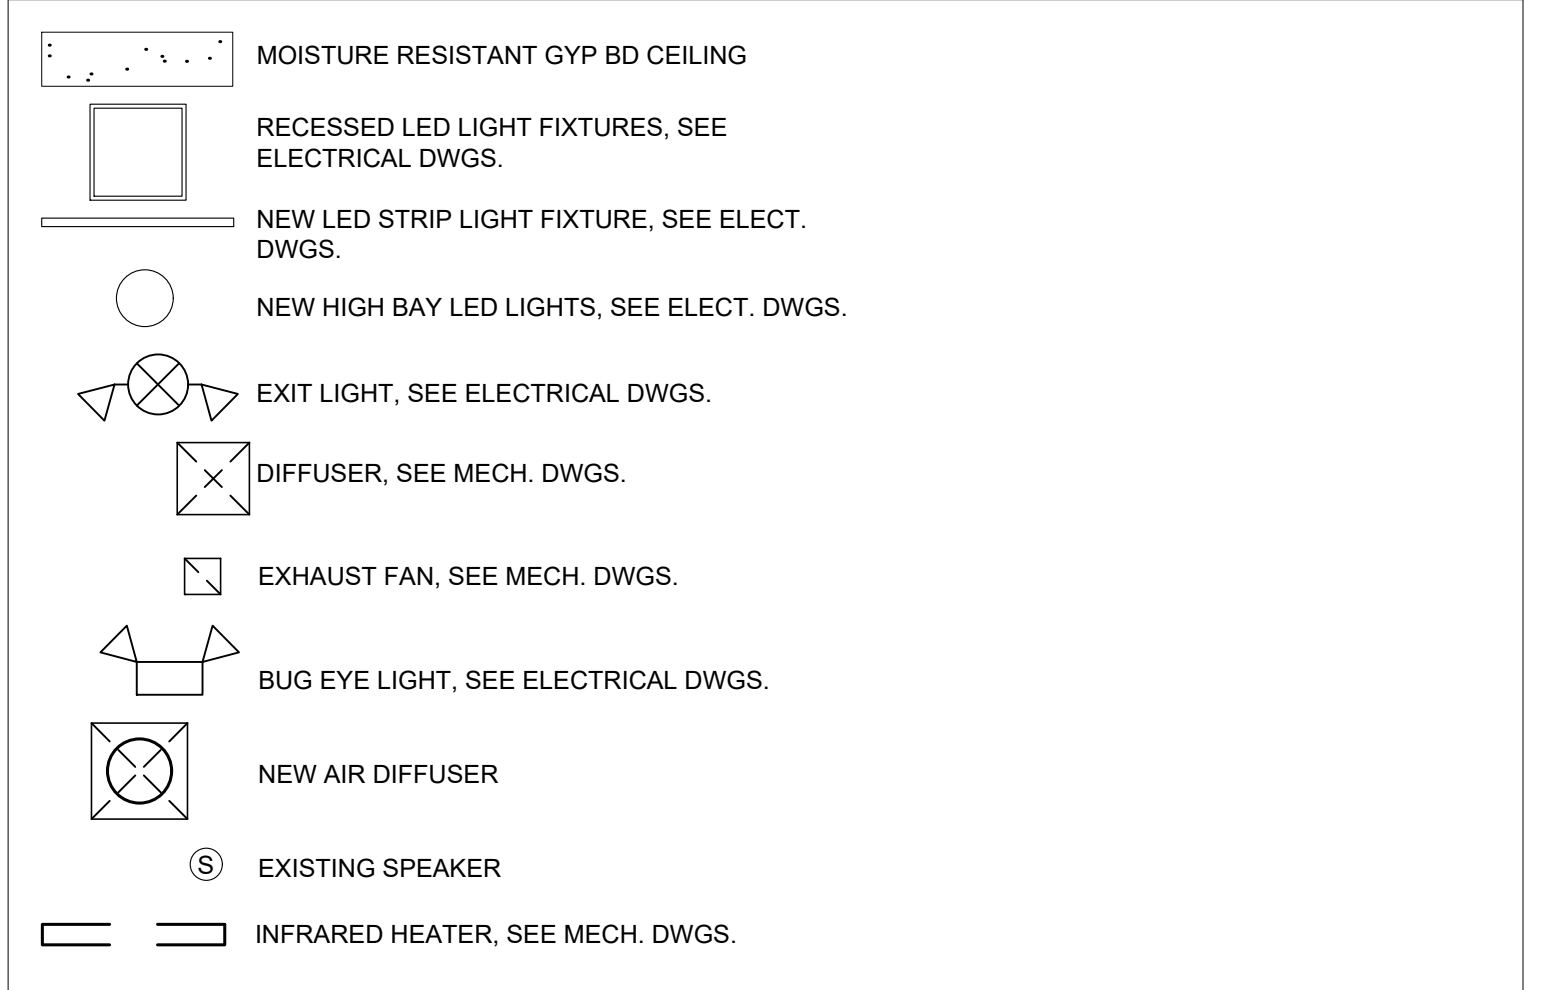 MOISTURE RESISTANT GYP BD CEILING
RECESSED LED LIGHT FIXTURES, SEE
ELECTRICAL DWGS.
NEW LED STRIP LIGHT FIXTURE, SEE ELECT.
DWGS.
NEW HIGH BAY LED LIGHTS, SEE ELECT. DWGS.
EXIT LIGHT, SEE ELECTRICAL DWGS.
DIFFUSER, SEE MECH. DWGS.
EXHAUST FAN, SEE MECH. DWGS.
BUG EYE LIGHT, SEE ELECTRICAL DWGS.
NEW AIR DIFFUSER
S EXISTING SPEAKER
INFRARED HEATER, SEE MECH. DWGS.